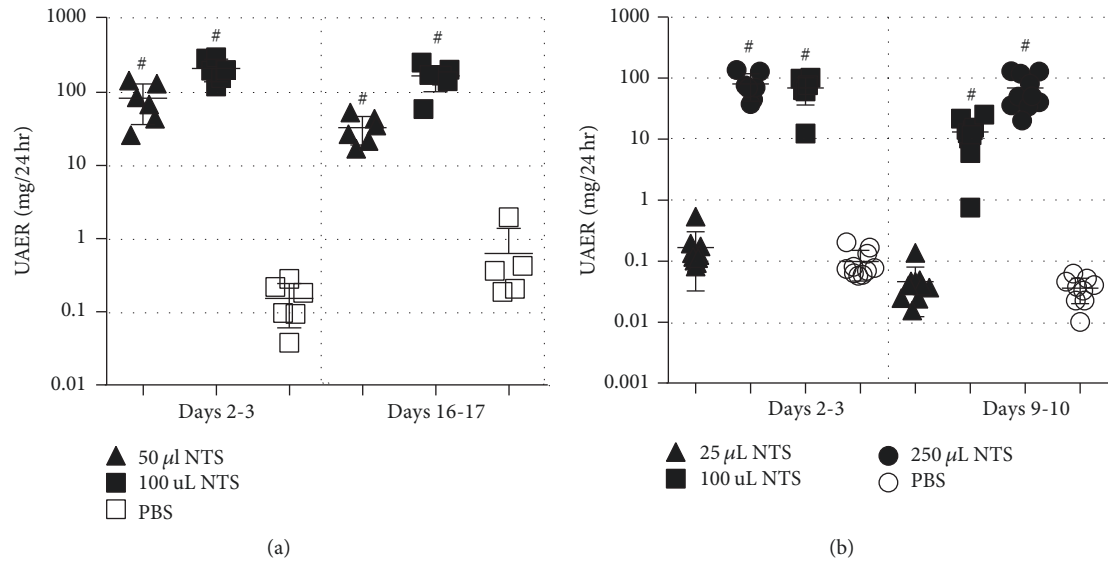 1000
100
10
1
0.1
0.01
UAER (mg/24 hr)
# # # #
Days 2-3 Days 16-17
50 μl NTS
100 uL NTS
PBS
(a)
1000
100
10
1
0.1
0.01
0.001
UAER (mg/24 hr)
# # # #
Days 2-3 Days 9-10
25 μL NTS
100 uL NTS
250 μL NTS
PBS
(b)